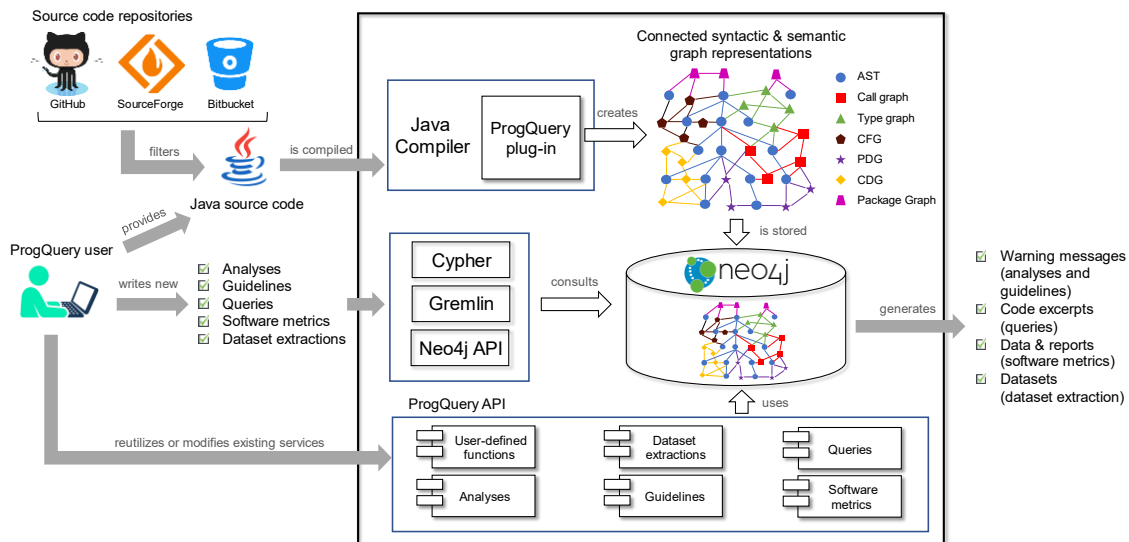 Source code repositories
GitHub
SourceForge
Bitbucket
filters
Java source code
is compiled
provides
ProgQuery user
writes new
Analyses
Guidelines
Queries
Software metrics
Dataset extractions
reutilizes or modifies existing services
Java
Compiler
ProgQuery
plug-in
creates
Connected syntactic & semantic
graph representations
AST
Call graph
Type graph
CFG
PDG
CDG
Package Graph
is stored
Cypher
Gremlin
Neo4j API
consults
neo4j
generates
Warning messages
(analyses and
guidelines)
Code excerpts
(queries)
Data & reports
(software metrics)
Datasets
(dataset extraction)
uses
ProgQuery API
User-defined
functions
Dataset
extractions
Queries
Analyses
Guidelines
Software
metrics